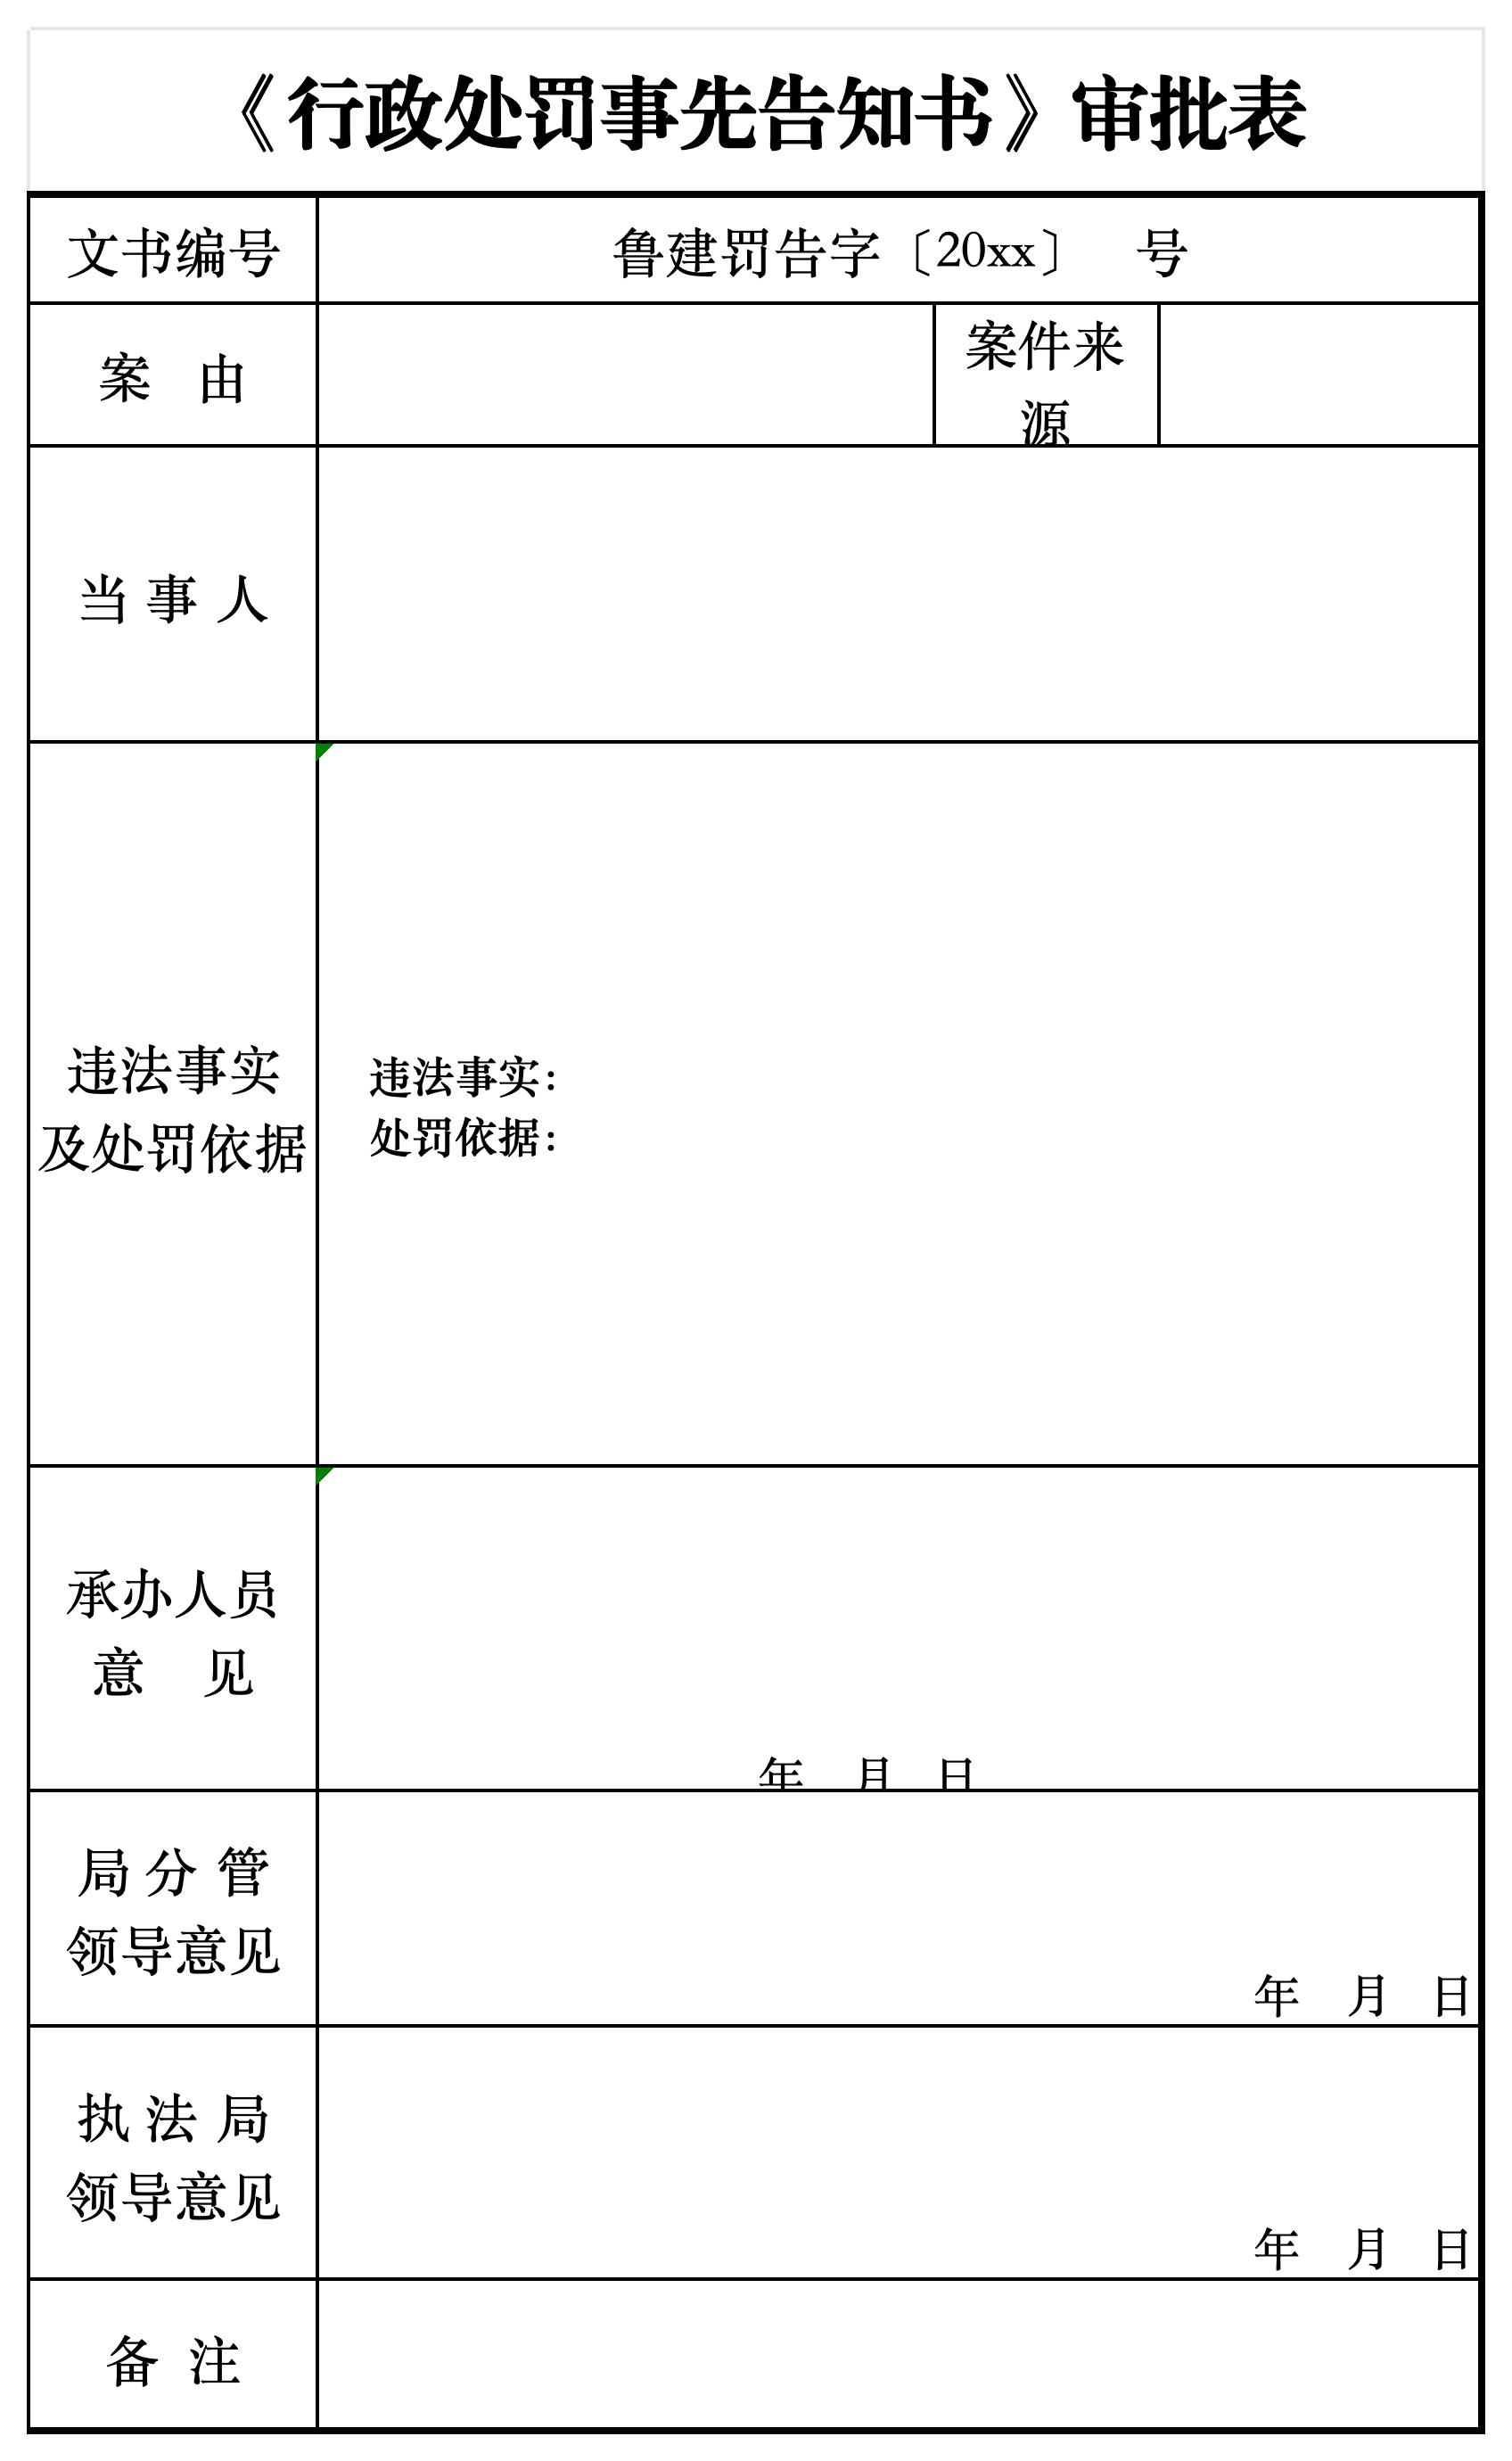 《行政处罚事先告知书》审批表
文书编号 鲁建罚告字〔20xx〕 号
案 由 案件来
源
当 事 人
违法事实
及处罚依据
违法事实：
处罚依据：
承办人员
意 见
年 月 日
局 分 管
领导意见
年 月 日
执 法 局
领导意见
年 月 日
备 注